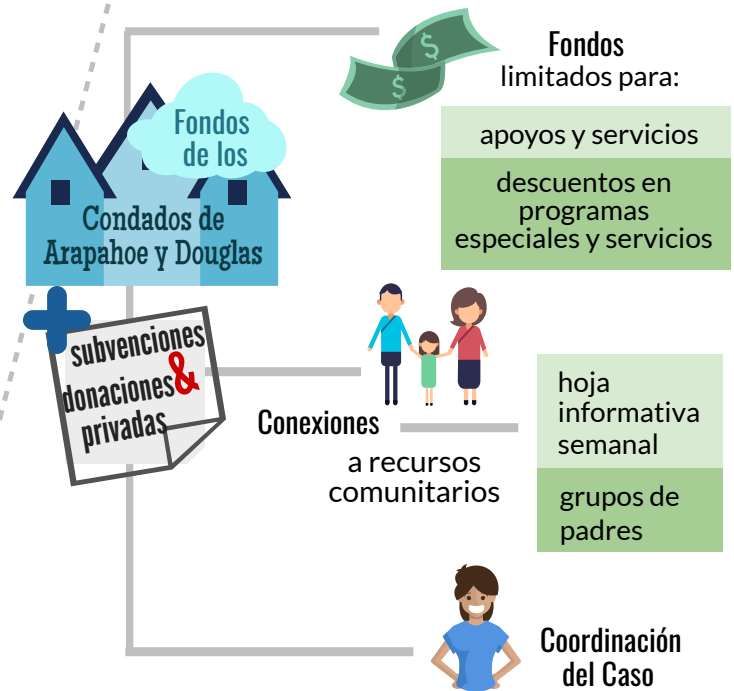 Fondos
de los
Condados de
Arapahoe y Douglas
subvenciones
&
donaciones
privadas
$
$
Fondos
limitados para:
apoyos y servicios
descuentos en
programas
especiales y servicios
Conexiones
a recursos
comunitarios
hoja
informativa
semanal
grupos de
padres
Coordinación
del Caso